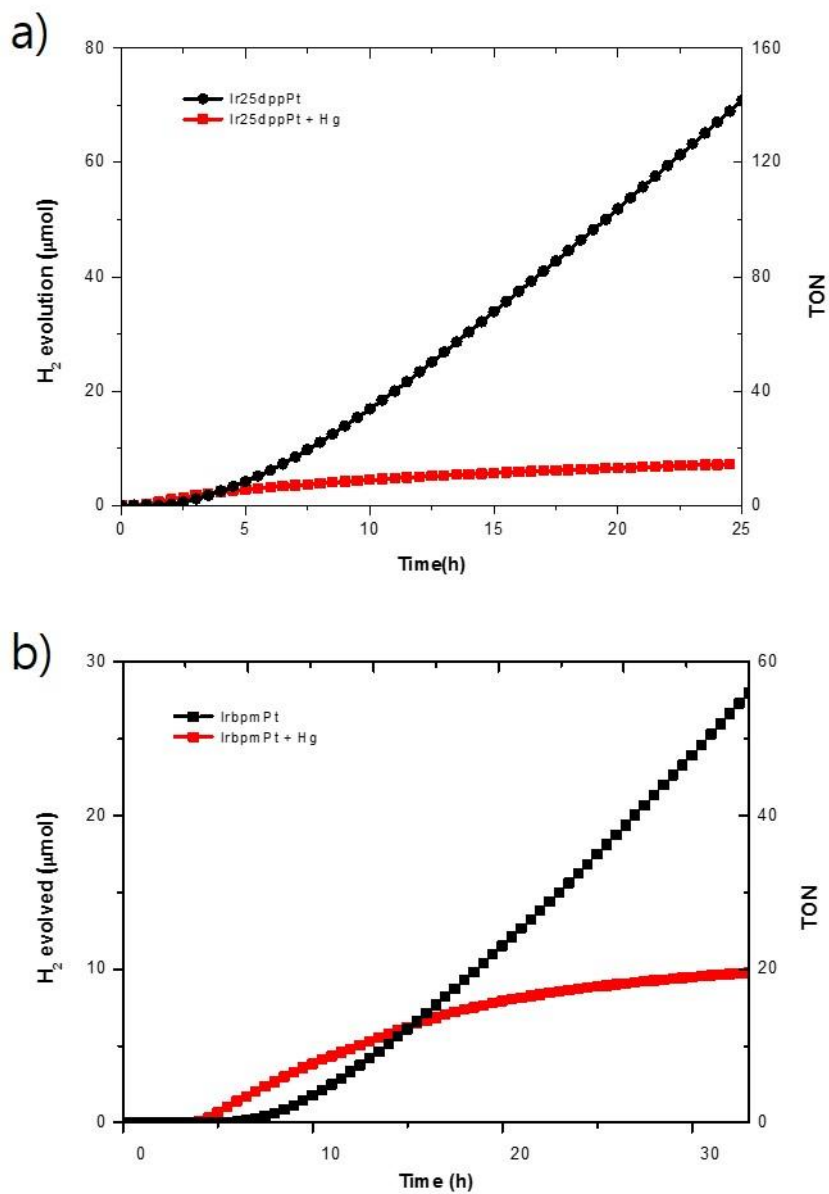 a)
80
160
Ir25dppPt
Ir25dppPt + Hg
60
120
40
80
20
40
0
0
H2 evolution (μmol)
TON
0 5 10 15 20 25
Time(h)
b)
30
60
IrbpmPt
IrbpmPt + Hg
20
40
10
20
0
0
H2 evolved (μmol)
TON
0 10 20 30
Time (h)